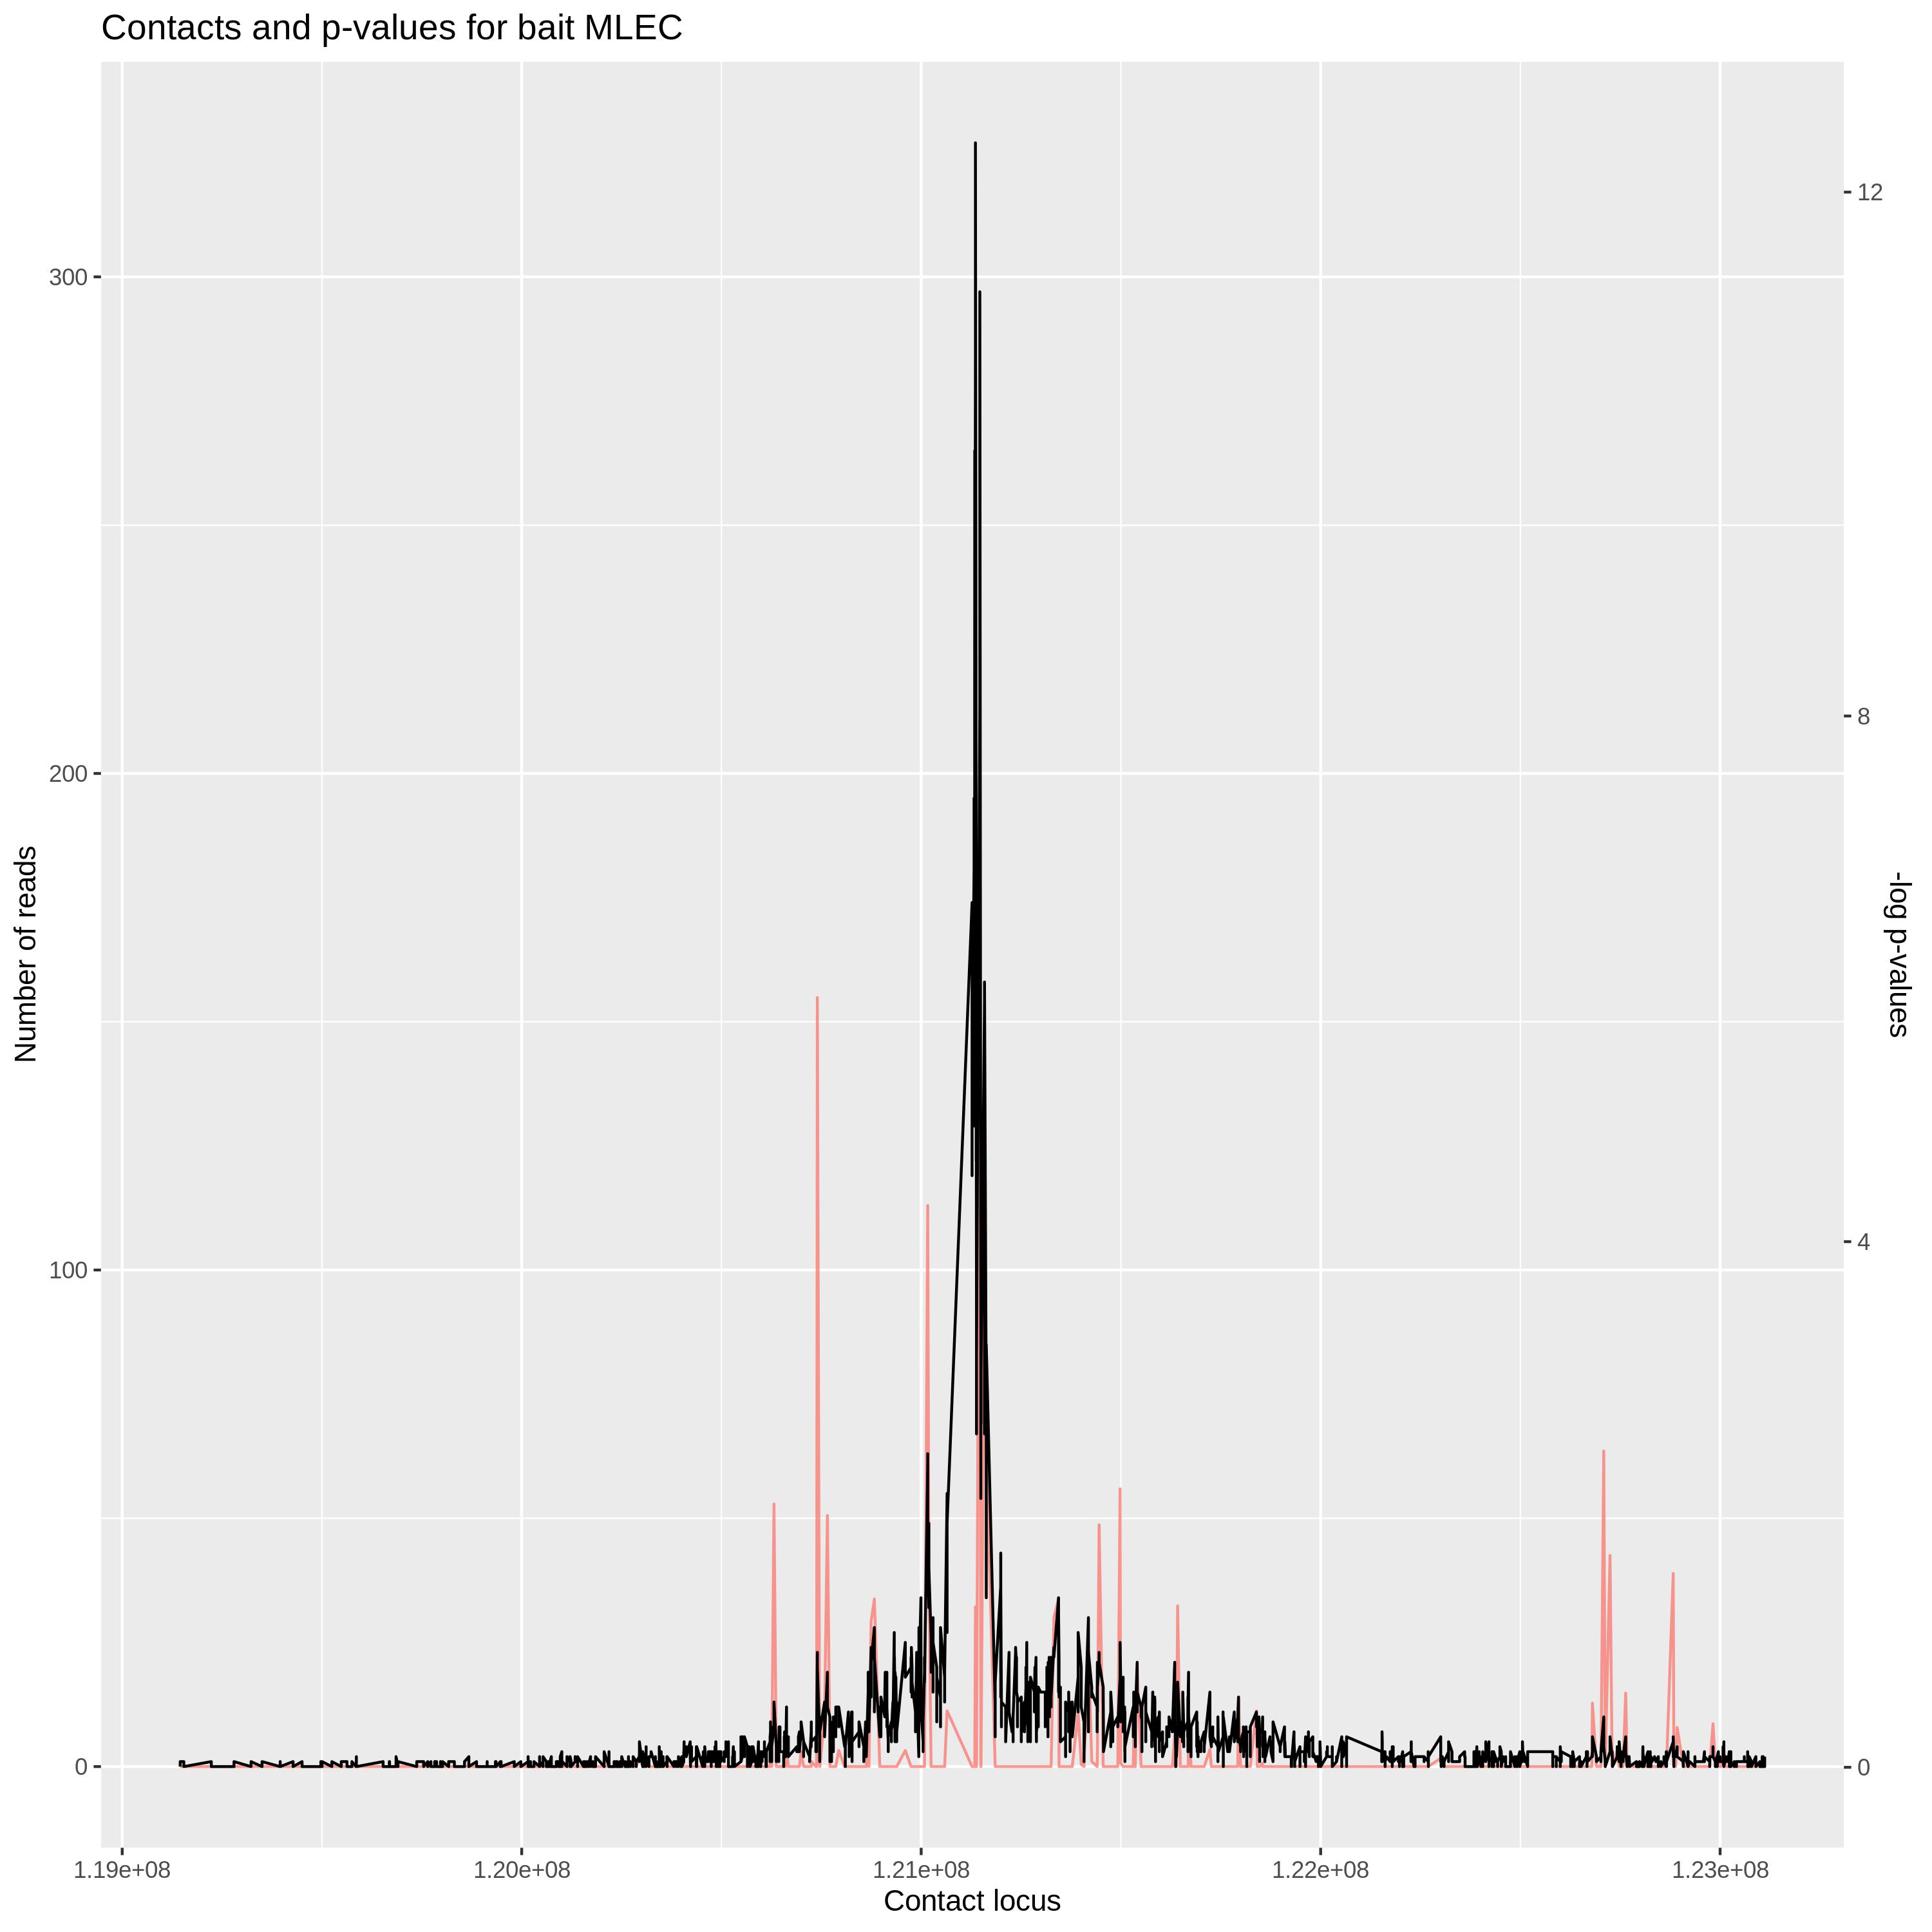 Contacts and p-values for bait MLEC
Number of reads
300
200
100
0
12
8
4
0
-log p-values
1.19e+08
1.20e+08
1.21e+08
1.22e+08
1.23e+08
Contact locus